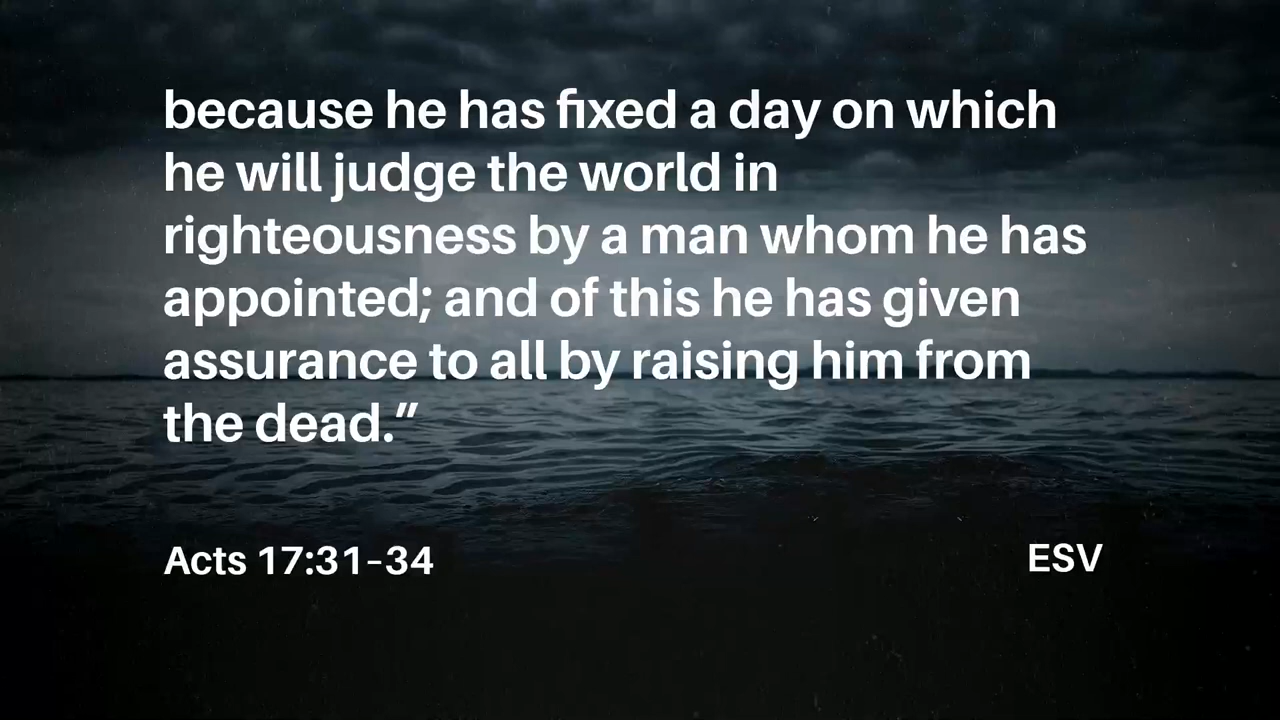 because he has fixed a day on which
he will judge the world in
righteousness by a man whom he has
appointed; and of this he has given
assurance to all by raising him from
the dead.”
Acts 17:31–34
ESV